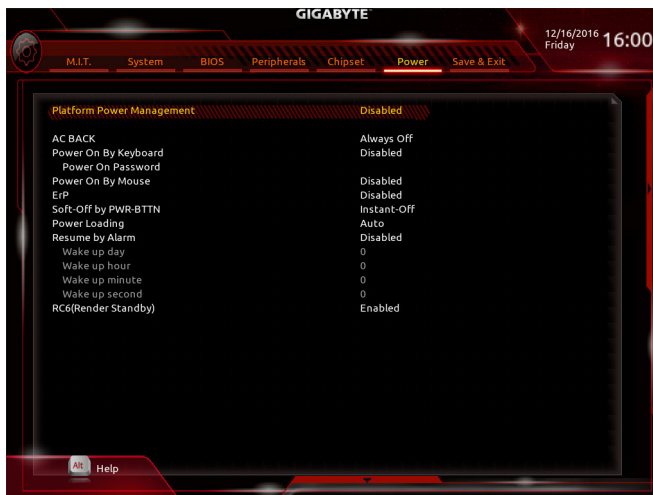 GIGABYTE™
12/16/2016
Friday
16:00
M.I.T. System BIOS Peripherals Chipset Power Save & Exit
Platform Power Management Disabled
AC BACK Always Off
Power On By Keyboard Disabled
Power On Password
Power On By Mouse Disabled
ErP Disabled
Soft-Off by PWR-BTTN Instant-Off
Power Loading Auto
Resume by Alarm Disabled
Wake up day 0
Wake up hour 0
Wake up minute 0
Wake up second 0
RC6(Render Standby) Enabled
Alt Help